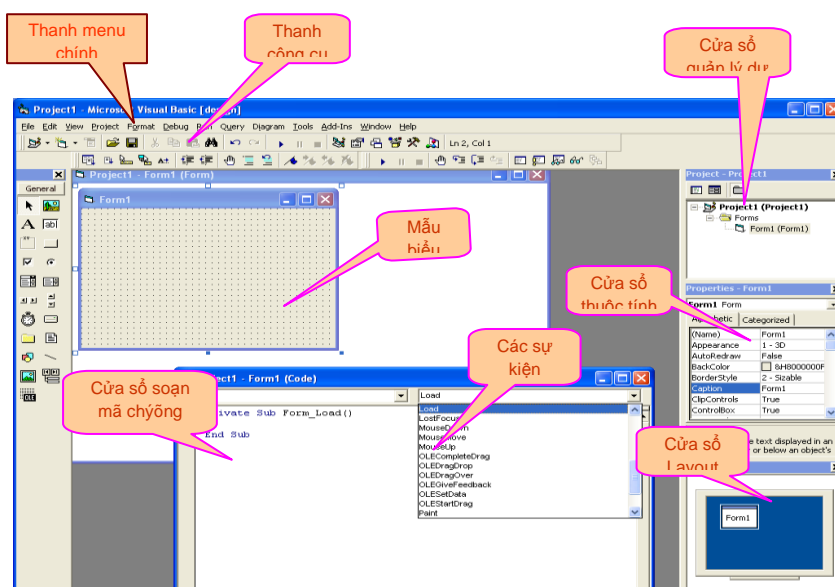 Thanh menu
chính
Thanh
công cụ
Cửa sổ
quản lý dự
Project1 - Microsoft Visual Basic [design]
File Edit View Project Format Debug Run Query Diagram Tools Add-Ins Window Help
Ln 2, Col 1
General
Project1 - Form1 (Form)
Form1
Mẫu
biểu
Project - Project1
Project1 (Project1)
Forms
Form1 (Form1)
Cửa sổ
thuộc tính
Properties - Form1
Form1 Form
Alphabetic Categorized
(Name) Form1
Appearance 1 - 3D
AutoRedraw False
BackColor &H8000000F
BorderStyle 2 - Sizable
Caption Form1
ClipControls True
ControlBox True
text displayed in an
or below an object's
Các sự
kiện
Cửa sổ soạn
mã chýõng
Project1 - Form1 (Code)
Load
Private Sub Form_Load()
End Sub
Load
LostFocus
MouseDown
MouseMove
MouseUp
OLECompleteDrag
OLEDragDrop
OLEDragOver
OLEGiveFeedback
OLESetData
OLEStartDrag
Paint
Cửa sổ
Layout
Form1
OLE